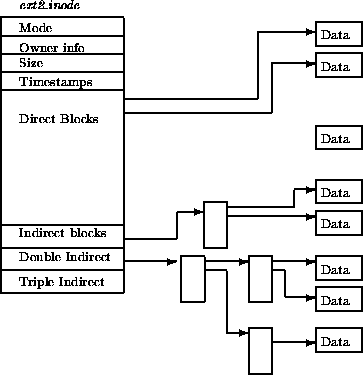 ext2_inode
Mode
Owner info
Size
Timestamps
Direct Blocks
Indirect blocks
Double Indirect
Triple Indirect
Data
Data
Data
Data
Data
Data
Data
Data